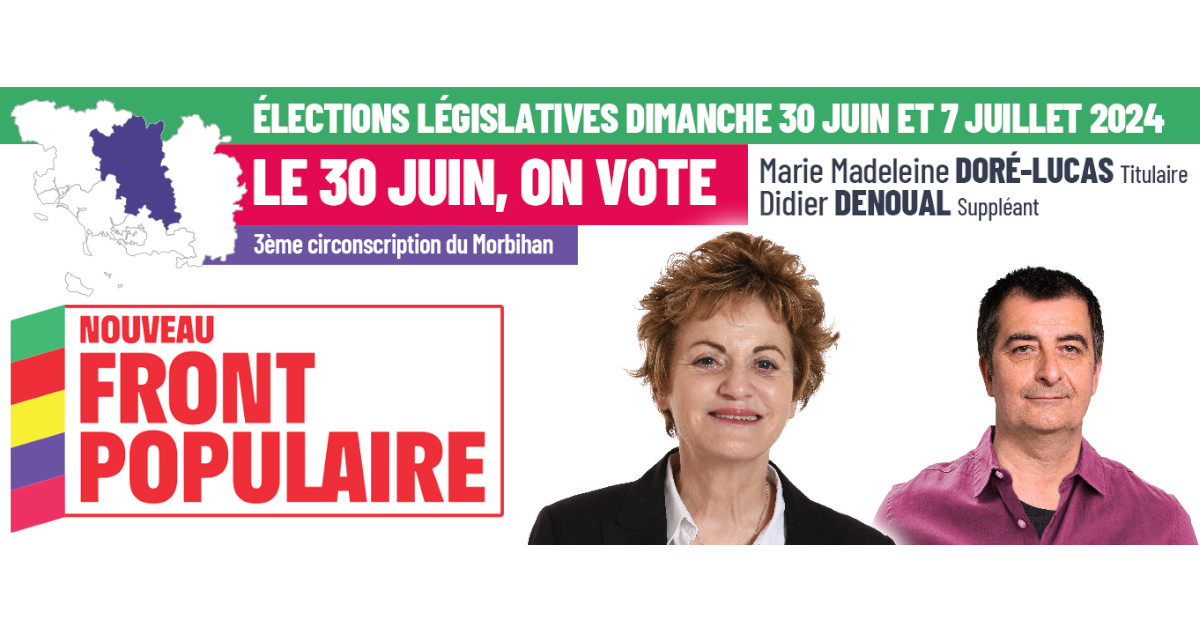 ÉLECTIONS LÉGISLATIVES DIMANCHE 30 JUIN ET 7 JUILLET 2024
LE 30 JUIN, ON VOTE
Marie Madeleine DORÉ-LUCAS Titulaire
Didier DENOUAL Suppléant
3ème circonscription du Morbihan
NOUVEAU
FRONT
POPULAIRE